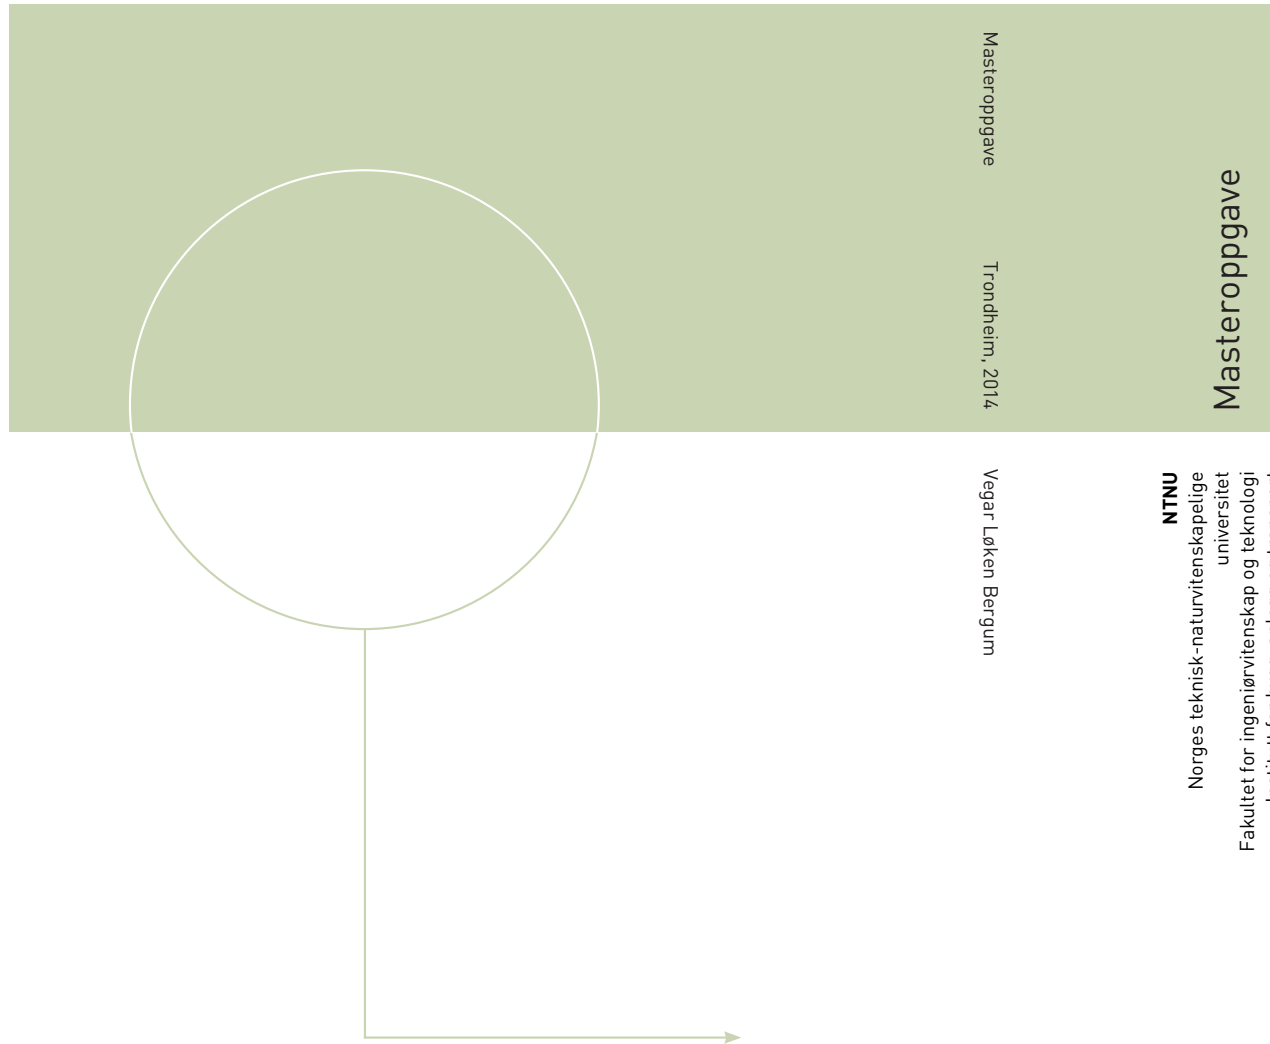 Masteroppgave
Trondheim, 2014
Vegar Løken Bergum
Masteroppgave
NTNU
Norges teknisk-naturvitenskapelige
universitet
Fakultet for ingeniørvitenskap og teknologi